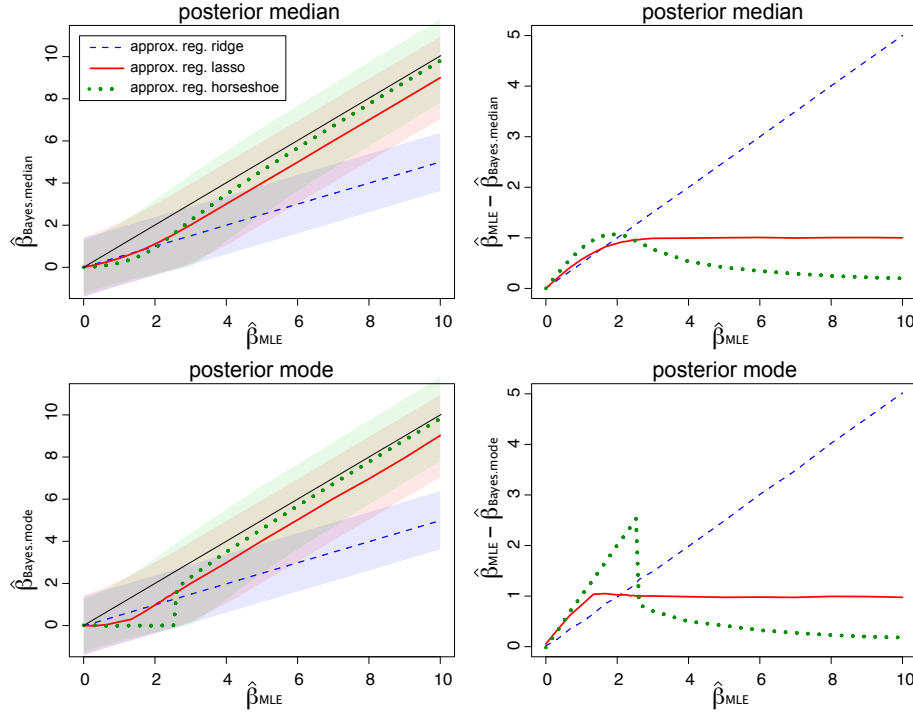 posterior median
10
8
6
4
2
0
β̂Bayes.median
approx. reg. ridge
approx. reg. lasso
approx. reg. horseshoe
0 2 4 6 8 10
β̂MLE
posterior median
5
4
3
2
1
0
β̂MLE − β̂Bayes.median
0 2 4 6 8 10
β̂MLE
posterior mode
10
8
6
4
2
0
β̂Bayes.mode
0 2 4 6 8 10
β̂MLE
posterior mode
5
4
3
2
1
0
β̂MLE − β̂Bayes.mode
0 2 4 6 8 10
β̂MLE